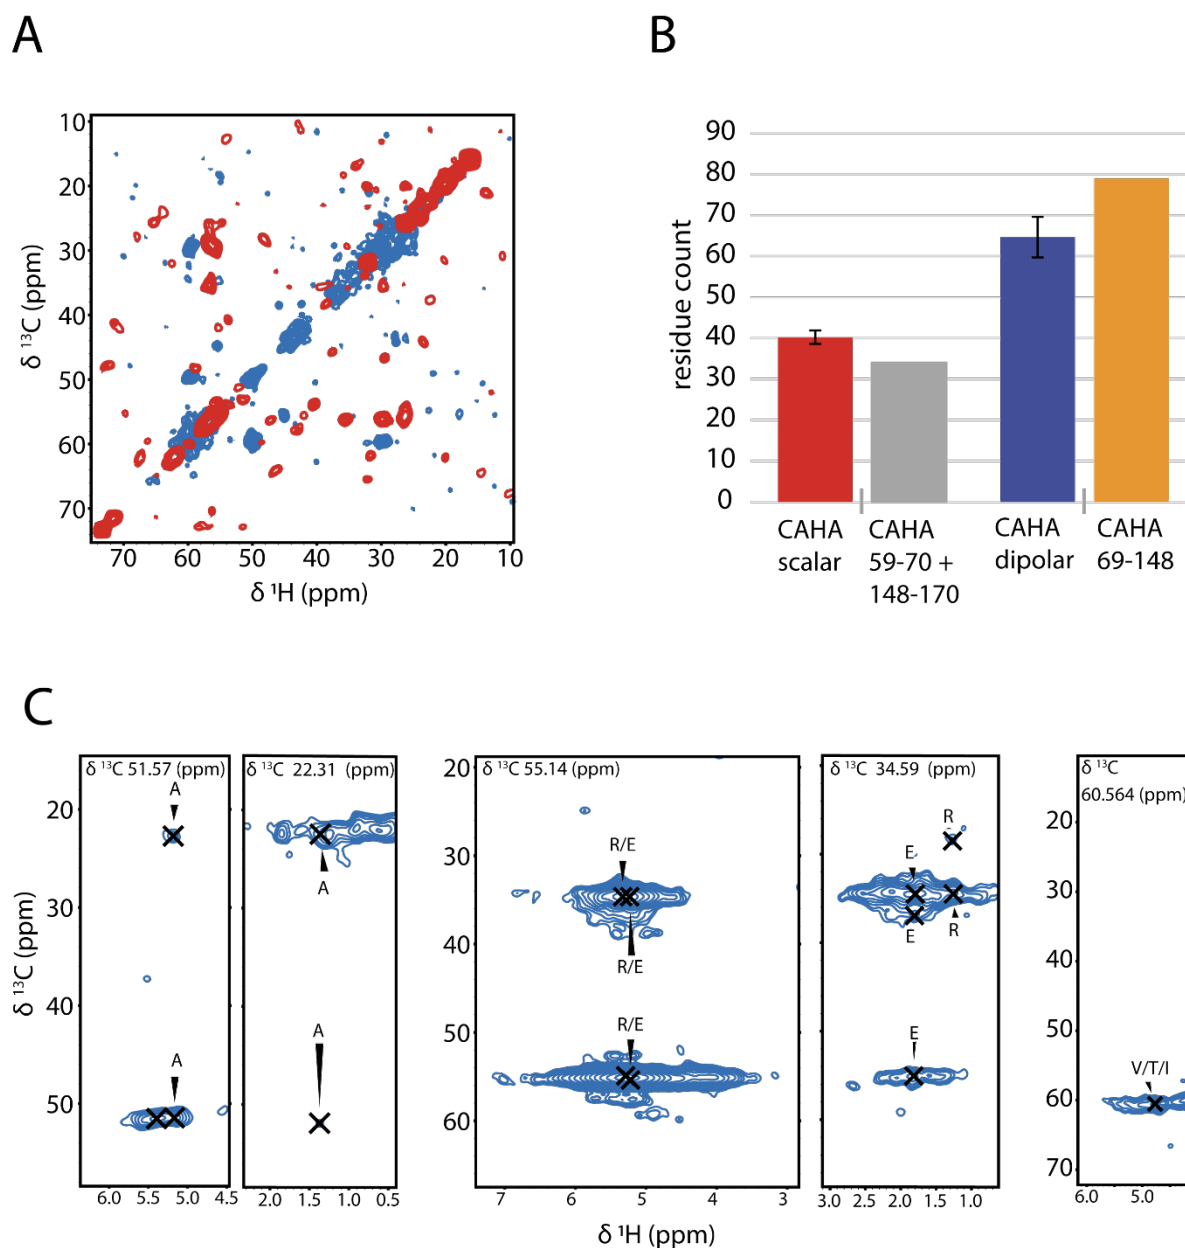 A
B
10
20
30
40
50
60
70
δ ¹³C (ppm)
70
60
50
40
30
20
10
δ ¹H (ppm)
90
80
70
60
50
40
30
20
10
0
residue count
CAHA
scalar
CAHA
59-70 +
148-170
CAHA
dipolar
CAHA
69-148
C
δ ¹³C 51.57 (ppm)
A
A
20
30
40
50
δ ¹³C (ppm)
6.0
5.5
5.0
4.5
δ ¹³C 22.31 (ppm)
A
A
2.0
1.5
1.0
0.5
δ ¹³C 55.14 (ppm)
R/E
R/E
R/E
20
30
40
50
60
7
6
5
4
3
δ ¹³C 34.59 (ppm)
R
E
E
R
E
3.0
2.0
1.5
1.0
δ ¹³C
60.564 (ppm)
V/T/I
20
30
40
50
60
70
6.0
5.0
δ ¹H (ppm)